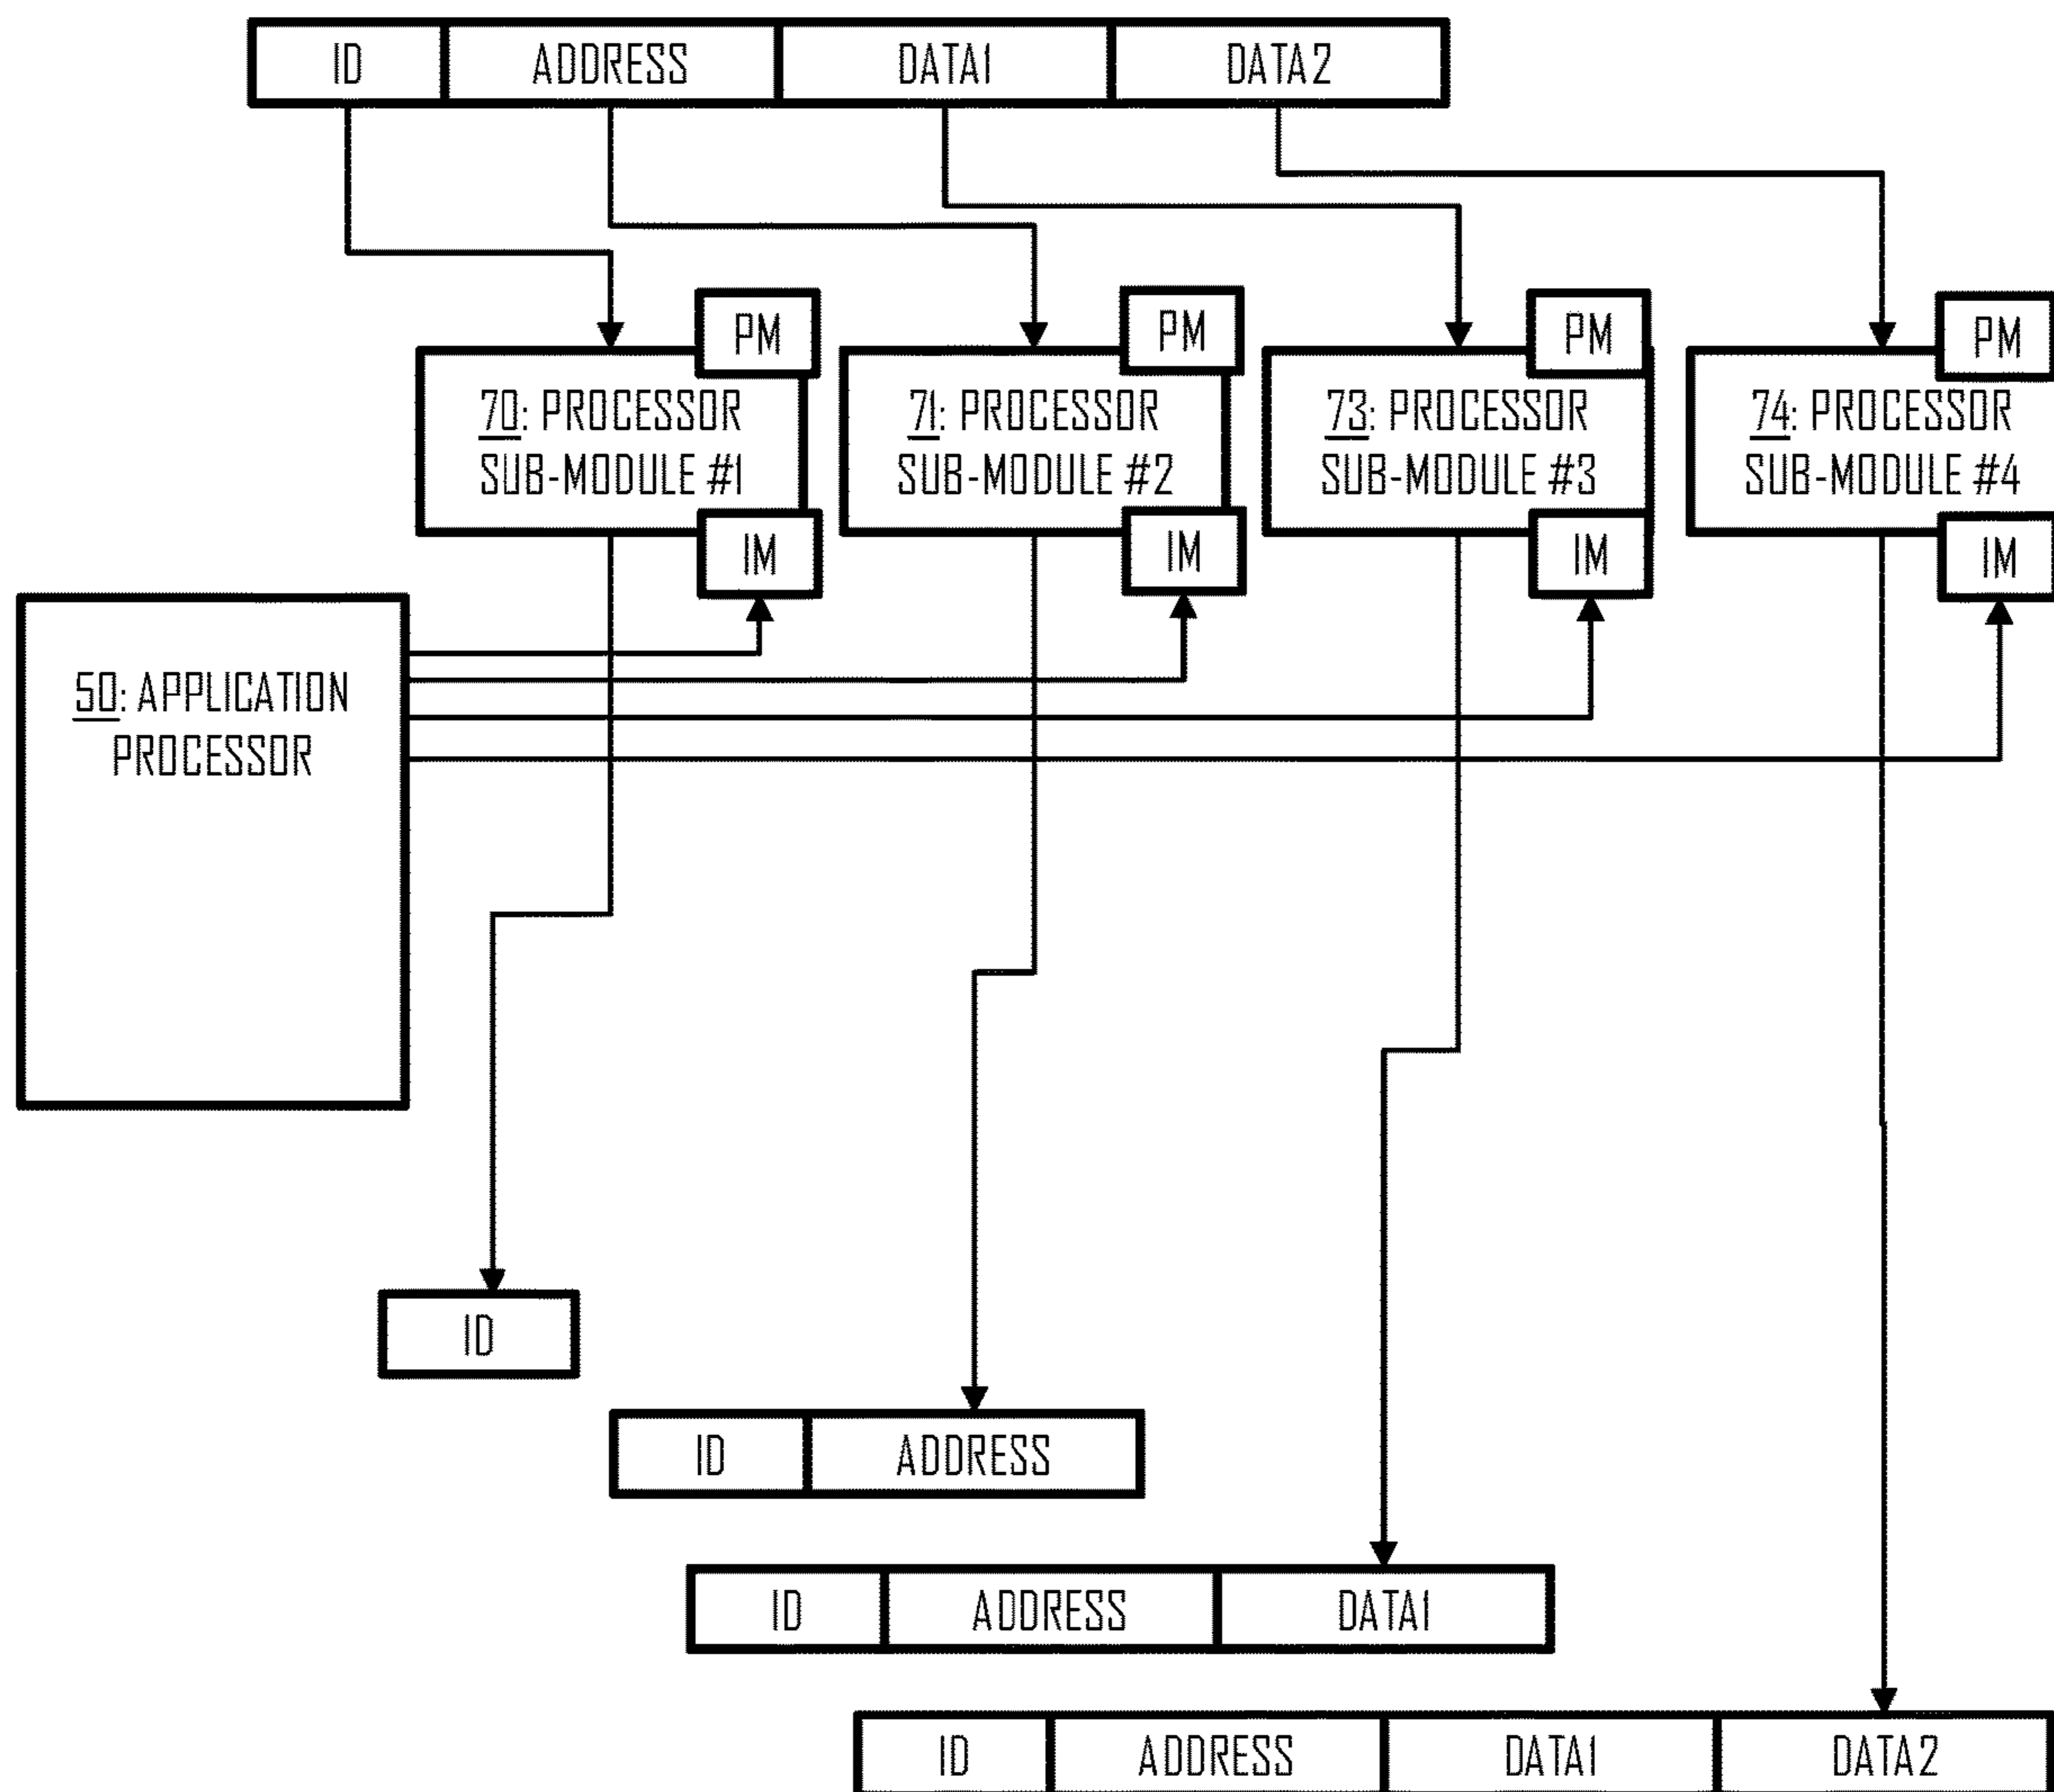 ID ADDRESS DATA1 DATA2
PM PM PM PM
70: PROCESSOR
SUB-MODULE #1
71: PROCESSOR
SUB-MODULE #2
73: PROCESSOR
SUB-MODULE #3
74: PROCESSOR
SUB-MODULE #4
IM IM IM IM
50: APPLICATION
PROCESSOR
ID
ID ADDRESS
ID ADDRESS DATA1
ID ADDRESS DATA1 DATA2